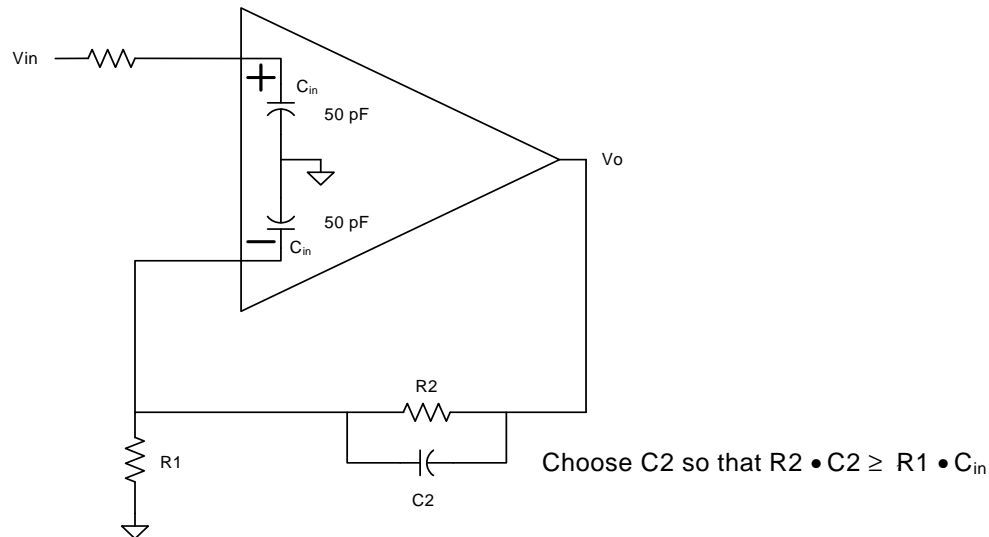 Vin
+
Cin
50 pF
Vo
50 pF
−
Cin
R2
R1
C2
Choose C2 so that R2 • C2 ≥ R1 • Cin